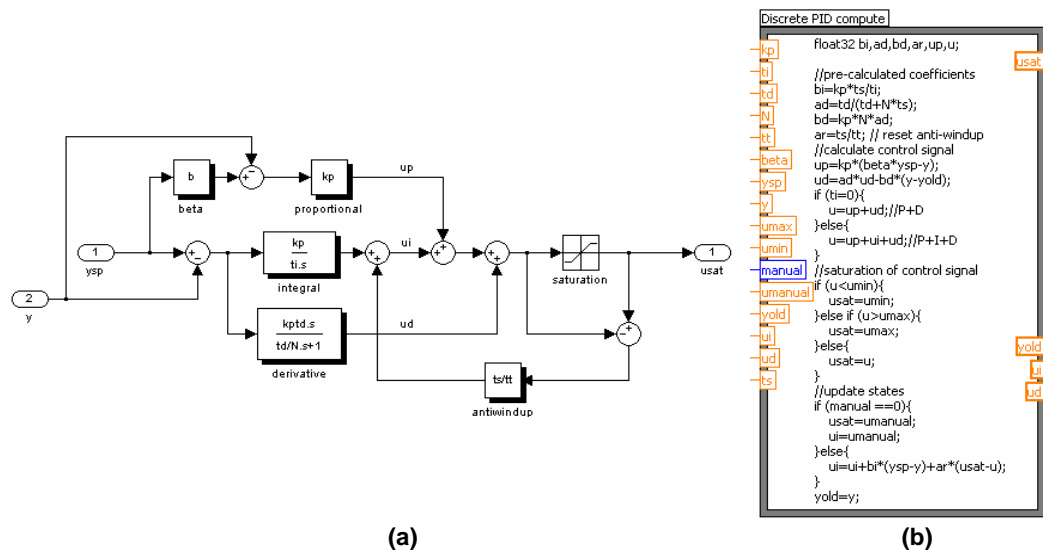 up
b
kp
beta
proportional
1
ysp
kp
ti.s
ui
integral
saturation
1
usat
2
y
kptd.s
td/N.s+1
ud
derivative
ts/tt
antiwindup
(a)
Discrete PID compute
kp
ti
td
N
tt
beta
ysp
y
umax
umin
manual
umanual
yold
ui
ud
ts
float32 bi,ad,bd,ar,up,u;
//pre-calculated coefficients
bi=kp*ts/ti;
ad=td/(td+N*ts);
bd=kp*N*ad;
ar=ts/tt; // reset anti-windup
//calculate control signal
up=kp*(beta*ysp-y);
ud=ad*ud-bd*(y-yold);
if (ti=0){
u=up+ud;//P+D
}else{
u=up+ui+ud;//P+I+D
}
//saturation of control signal
if (u<umin){
usat=umin;
}else if (u>umax){
usat=umax;
}else{
usat=u;
}
//update states
if (manual ==0){
usat=umanual;
ui=umanual;
}else{
ui=ui+bi*(ysp-y)+ar*(usat-u);
}
yold=y;
usat
yold
ui
ud
(b)